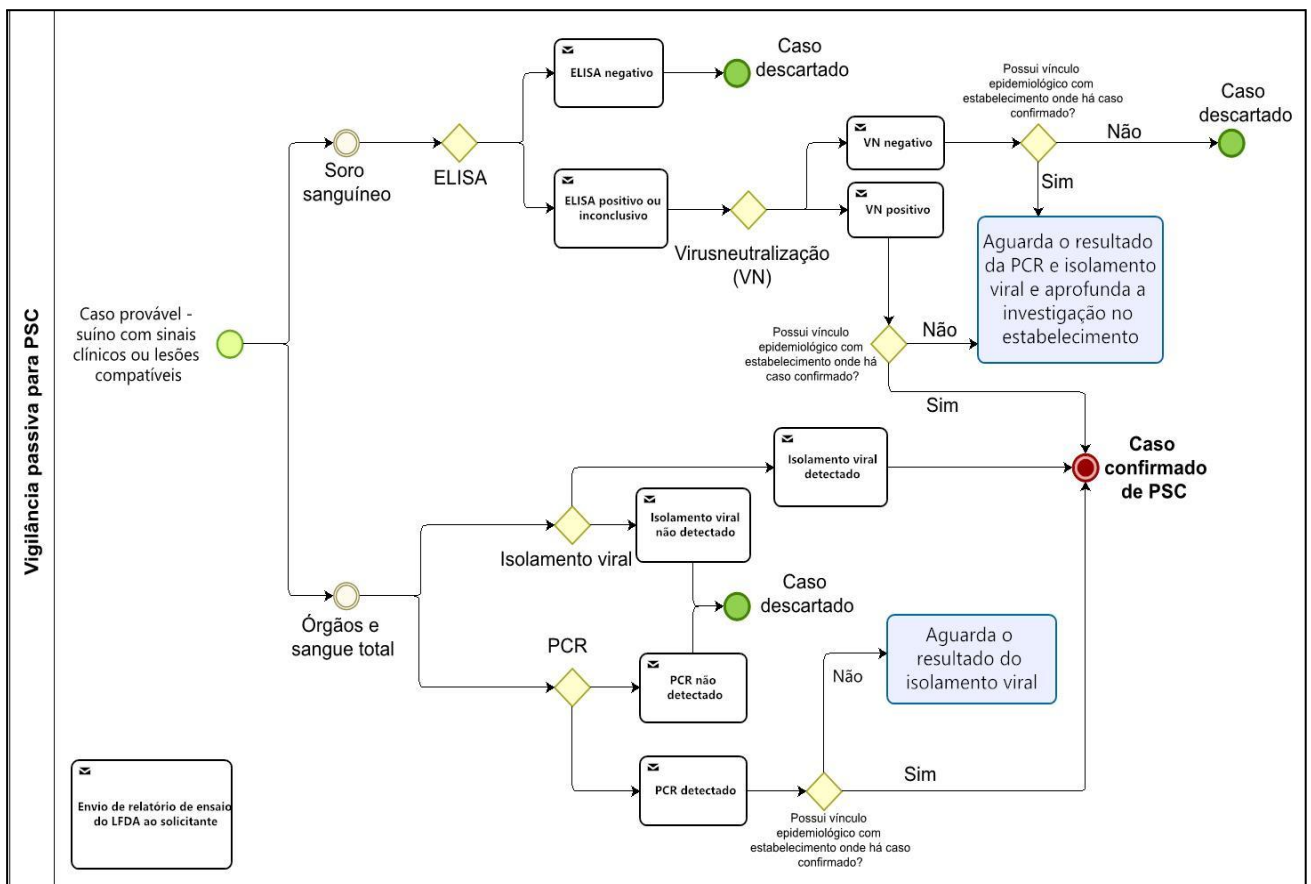 Vigilância passiva para PSC
Caso provável -
suíno com sinais
clínicos ou lesões
compatíveis
Soro
sanguíneo
ELISA
ELISA negativo
Caso
descartado
ELISA positivo ou
inconclusivo
Virusneutralização
(VN)
VN negativo
VN positivo
Possui vínculo
epidemiológico com
estabelecimento onde há caso
confirmado?
Não
Caso
descartado
Sim
Aguarda o resultado
da PCR e isolamento
viral e aprofunda a
investigação no
estabelecimento
Possui vínculo
epidemiológico com
estabelecimento onde há
caso confirmado?
Não
Sim
Caso
confirmado
de PSC
Órgãos e
sangue total
Isolamento viral
Isolamento viral
detectado
Isolamento viral
não detectado
Caso
descartado
PCR
PCR não
detectado
PCR detectado
Possui vínculo
epidemiológico com
estabelecimento onde há caso
confirmado?
Não
Aguarda o
resultado do
isolamento viral
Sim
Envio de relatório de ensaio
do LFDA ao solicitante